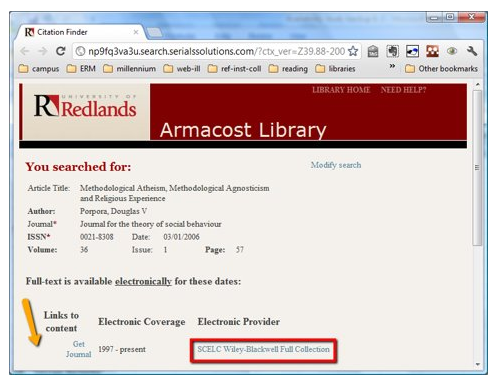 Citation Finder
np9fq3va3u.search.serialssolutions.com/?ctx_ver=Z39.88-200
campus ERM millennium web-ill ref-inst-coll reading libraries » Other bookmarks
LIBRARY HOME NEED HELP?
UNIVERSITY OF
Redlands
Armacost Library
You searched for:
Modify search
Article Title: Methodological Atheism, Methodological Agnosticism
and Religious Experience
Author: Porpora, Douglas V
Journal* Journal for the theory of social behaviour
ISSN* 0021-8308 Date: 03/01/2006
Volume: 36 Issue: 1 Page: 57
Full-text is available electronically for these dates:
Links to
content Electronic Coverage Electronic Provider
Get
Journal 1997 - present SCELC Wiley-Blackwell Full Collection